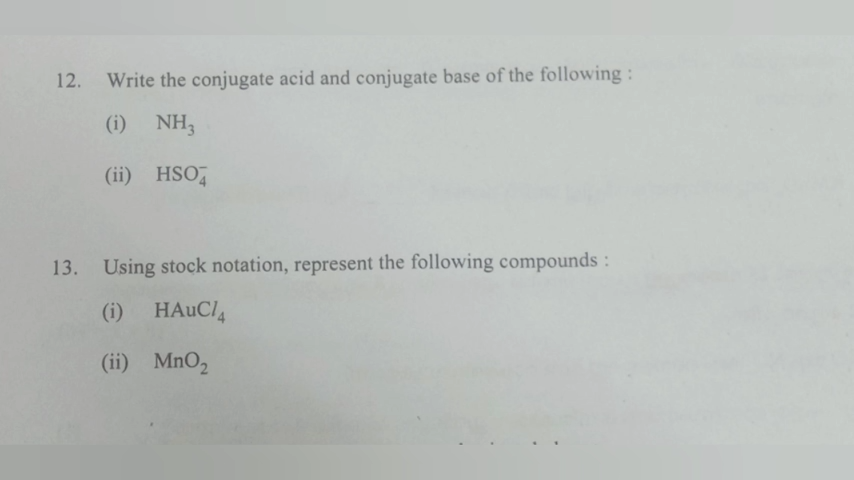 12. Write the conjugate acid and conjugate base of the following :
(i) NH₃
(ii) HSO₄⁻
13. Using stock notation, represent the following compounds :
(i) HAuCl₄
(ii) MnO₂